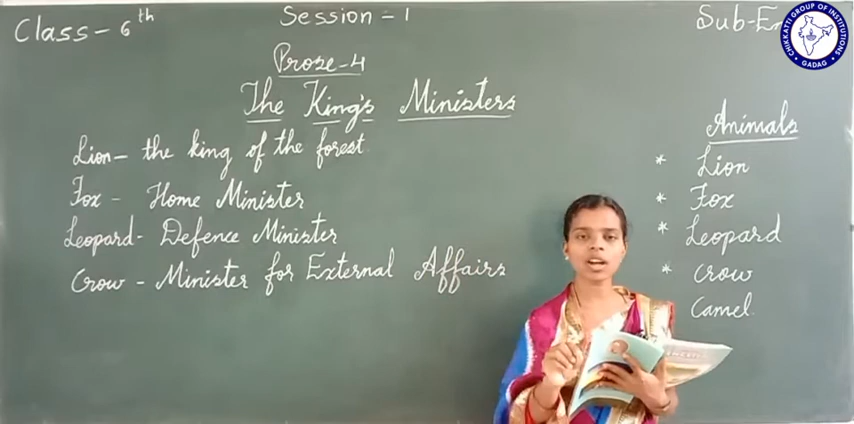 Class - 6th
Session - 1
Sub-En
CHIKKATTI GROUP OF INSTITUTIONS
GADAG
Prose-4
The King's Ministers
Lion- the king of the forest.
Fox - Home Minister
Leopard- Defence Minister
Crow - Minister for External Affairs
Animals
* Lion
* Fox
* Leopard
* Crow
Camel